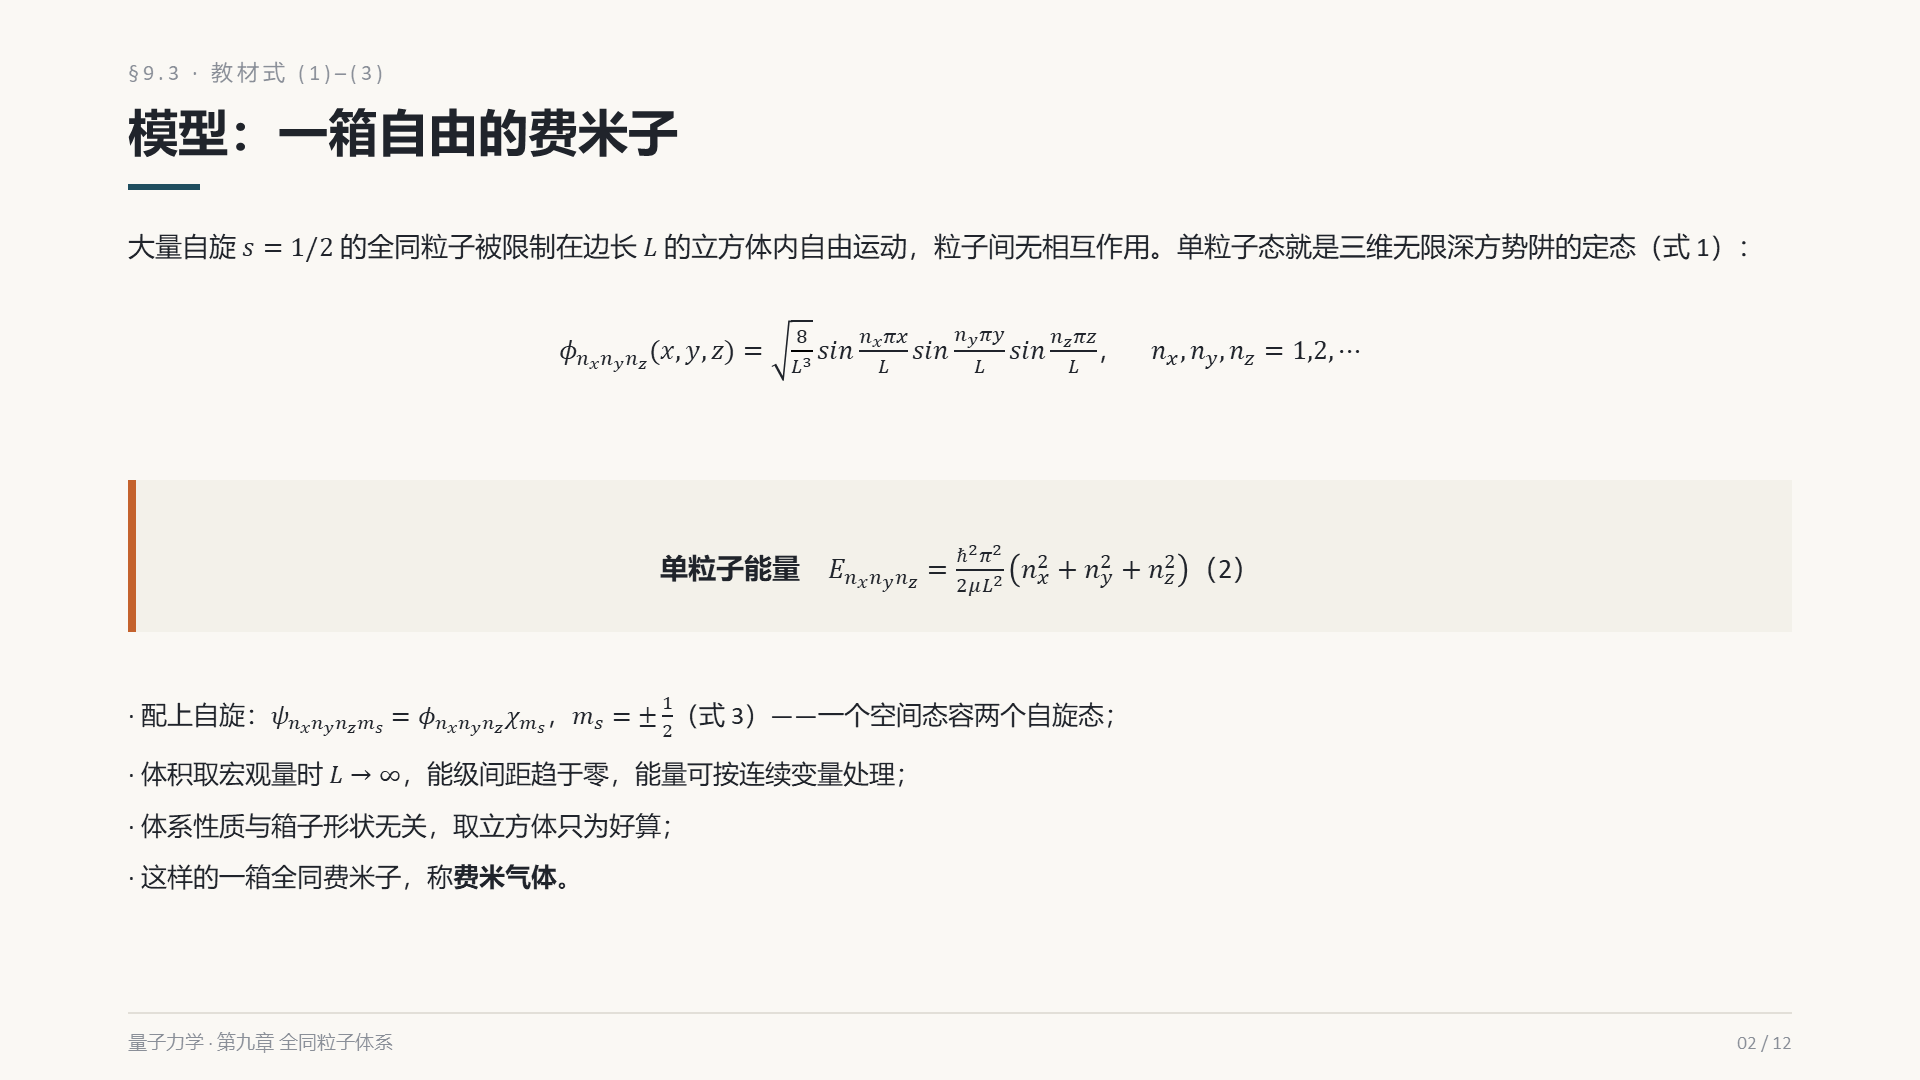 §9.3 · 教材式 (1)–(3)
模型：一箱自由的费米子
大量自旋 s = 1/2 的全同粒子被限制在边长 L 的立方体内自由运动，粒子间无相互作用。单粒子态就是三维无限深方势阱的定态（式 1）：
ϕ_{n_x n_y n_z}(x, y, z) = √(8/L³) sin (n_x πx / L) sin (n_y πy / L) sin (n_z πz / L), n_x, n_y, n_z = 1,2, ⋯
单粒子能量 E_{n_x n_y n_z} = ℏ²π² / 2μL² (n_x² + n_y² + n_z²)（2）
· 配上自旋：ψ_{n_x n_y n_z m_s} = ϕ_{n_x n_y n_z} χ_{m_s}，m_s = ± 1/2（式 3）——一个空间态容两个自旋态；
· 体积取宏观量时 L → ∞，能级间距趋于零，能量可按连续变量处理；
· 体系性质与箱子形状无关，取立方体只为好算；
· 这样的一箱全同费米子，称费米气体。
量子力学 · 第九章 全同粒子体系
02 / 12